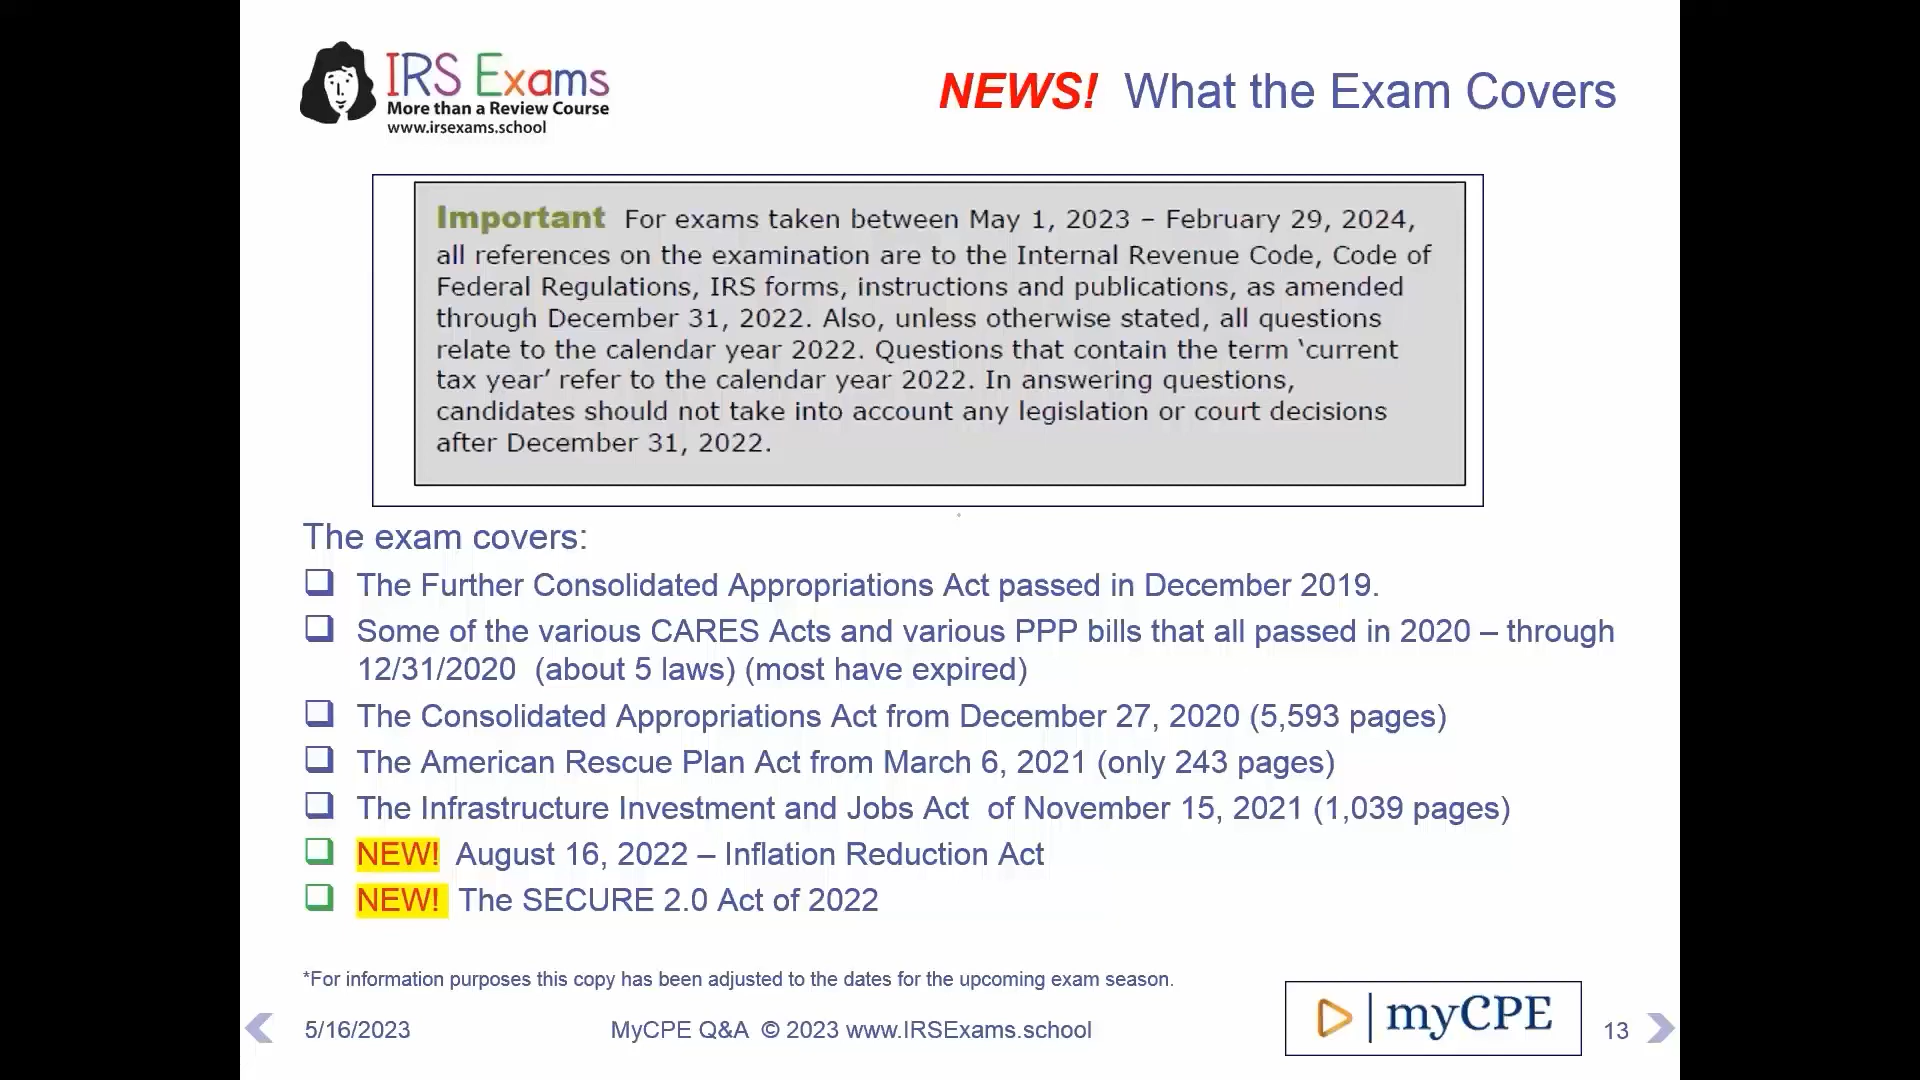 IRS Exams
More than a Review Course
www.irsexams.school
NEWS! What the Exam Covers
Important For exams taken between May 1, 2023 – February 29, 2024,
all references on the examination are to the Internal Revenue Code, Code of
Federal Regulations, IRS forms, instructions and publications, as amended
through December 31, 2022. Also, unless otherwise stated, all questions
relate to the calendar year 2022. Questions that contain the term ‘current
tax year’ refer to the calendar year 2022. In answering questions,
candidates should not take into account any legislation or court decisions
after December 31, 2022.
The exam covers:
The Further Consolidated Appropriations Act passed in December 2019.
Some of the various CARES Acts and various PPP bills that all passed in 2020 – through
12/31/2020 (about 5 laws) (most have expired)
The Consolidated Appropriations Act from December 27, 2020 (5,593 pages)
The American Rescue Plan Act from March 6, 2021 (only 243 pages)
The Infrastructure Investment and Jobs Act of November 15, 2021 (1,039 pages)
NEW! August 16, 2022 – Inflation Reduction Act
NEW! The SECURE 2.0 Act of 2022
*For information purposes this copy has been adjusted to the dates for the upcoming exam season.
5/16/2023
MyCPE Q&A © 2023 www.IRSExams.school
myCPE
13